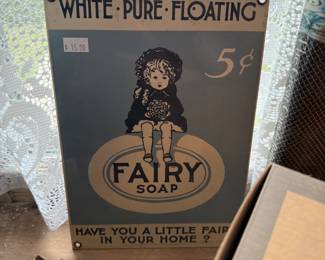 WHITE · PURE · FLOATING
5¢
FAIRY
SOAP
HAVE YOU A LITTLE FAIR
IN YOUR HOME ?